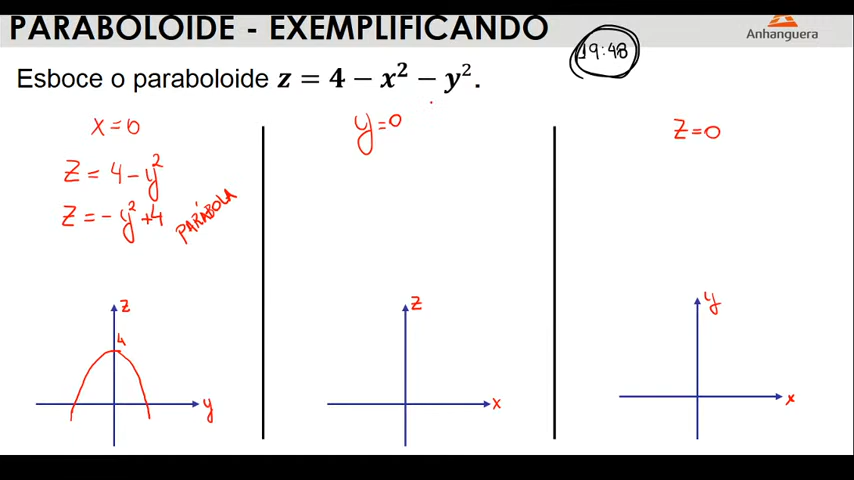 PARABOLOIDE - EXEMPLIFICANDO
Anhanguera
19:48
Esboce o paraboloide z = 4 − x² − y².
x=0
z = 4 - y²
z = - y² + 4
PARÁBOLA
z
4
y
y=0
z
x
z=0
y
x